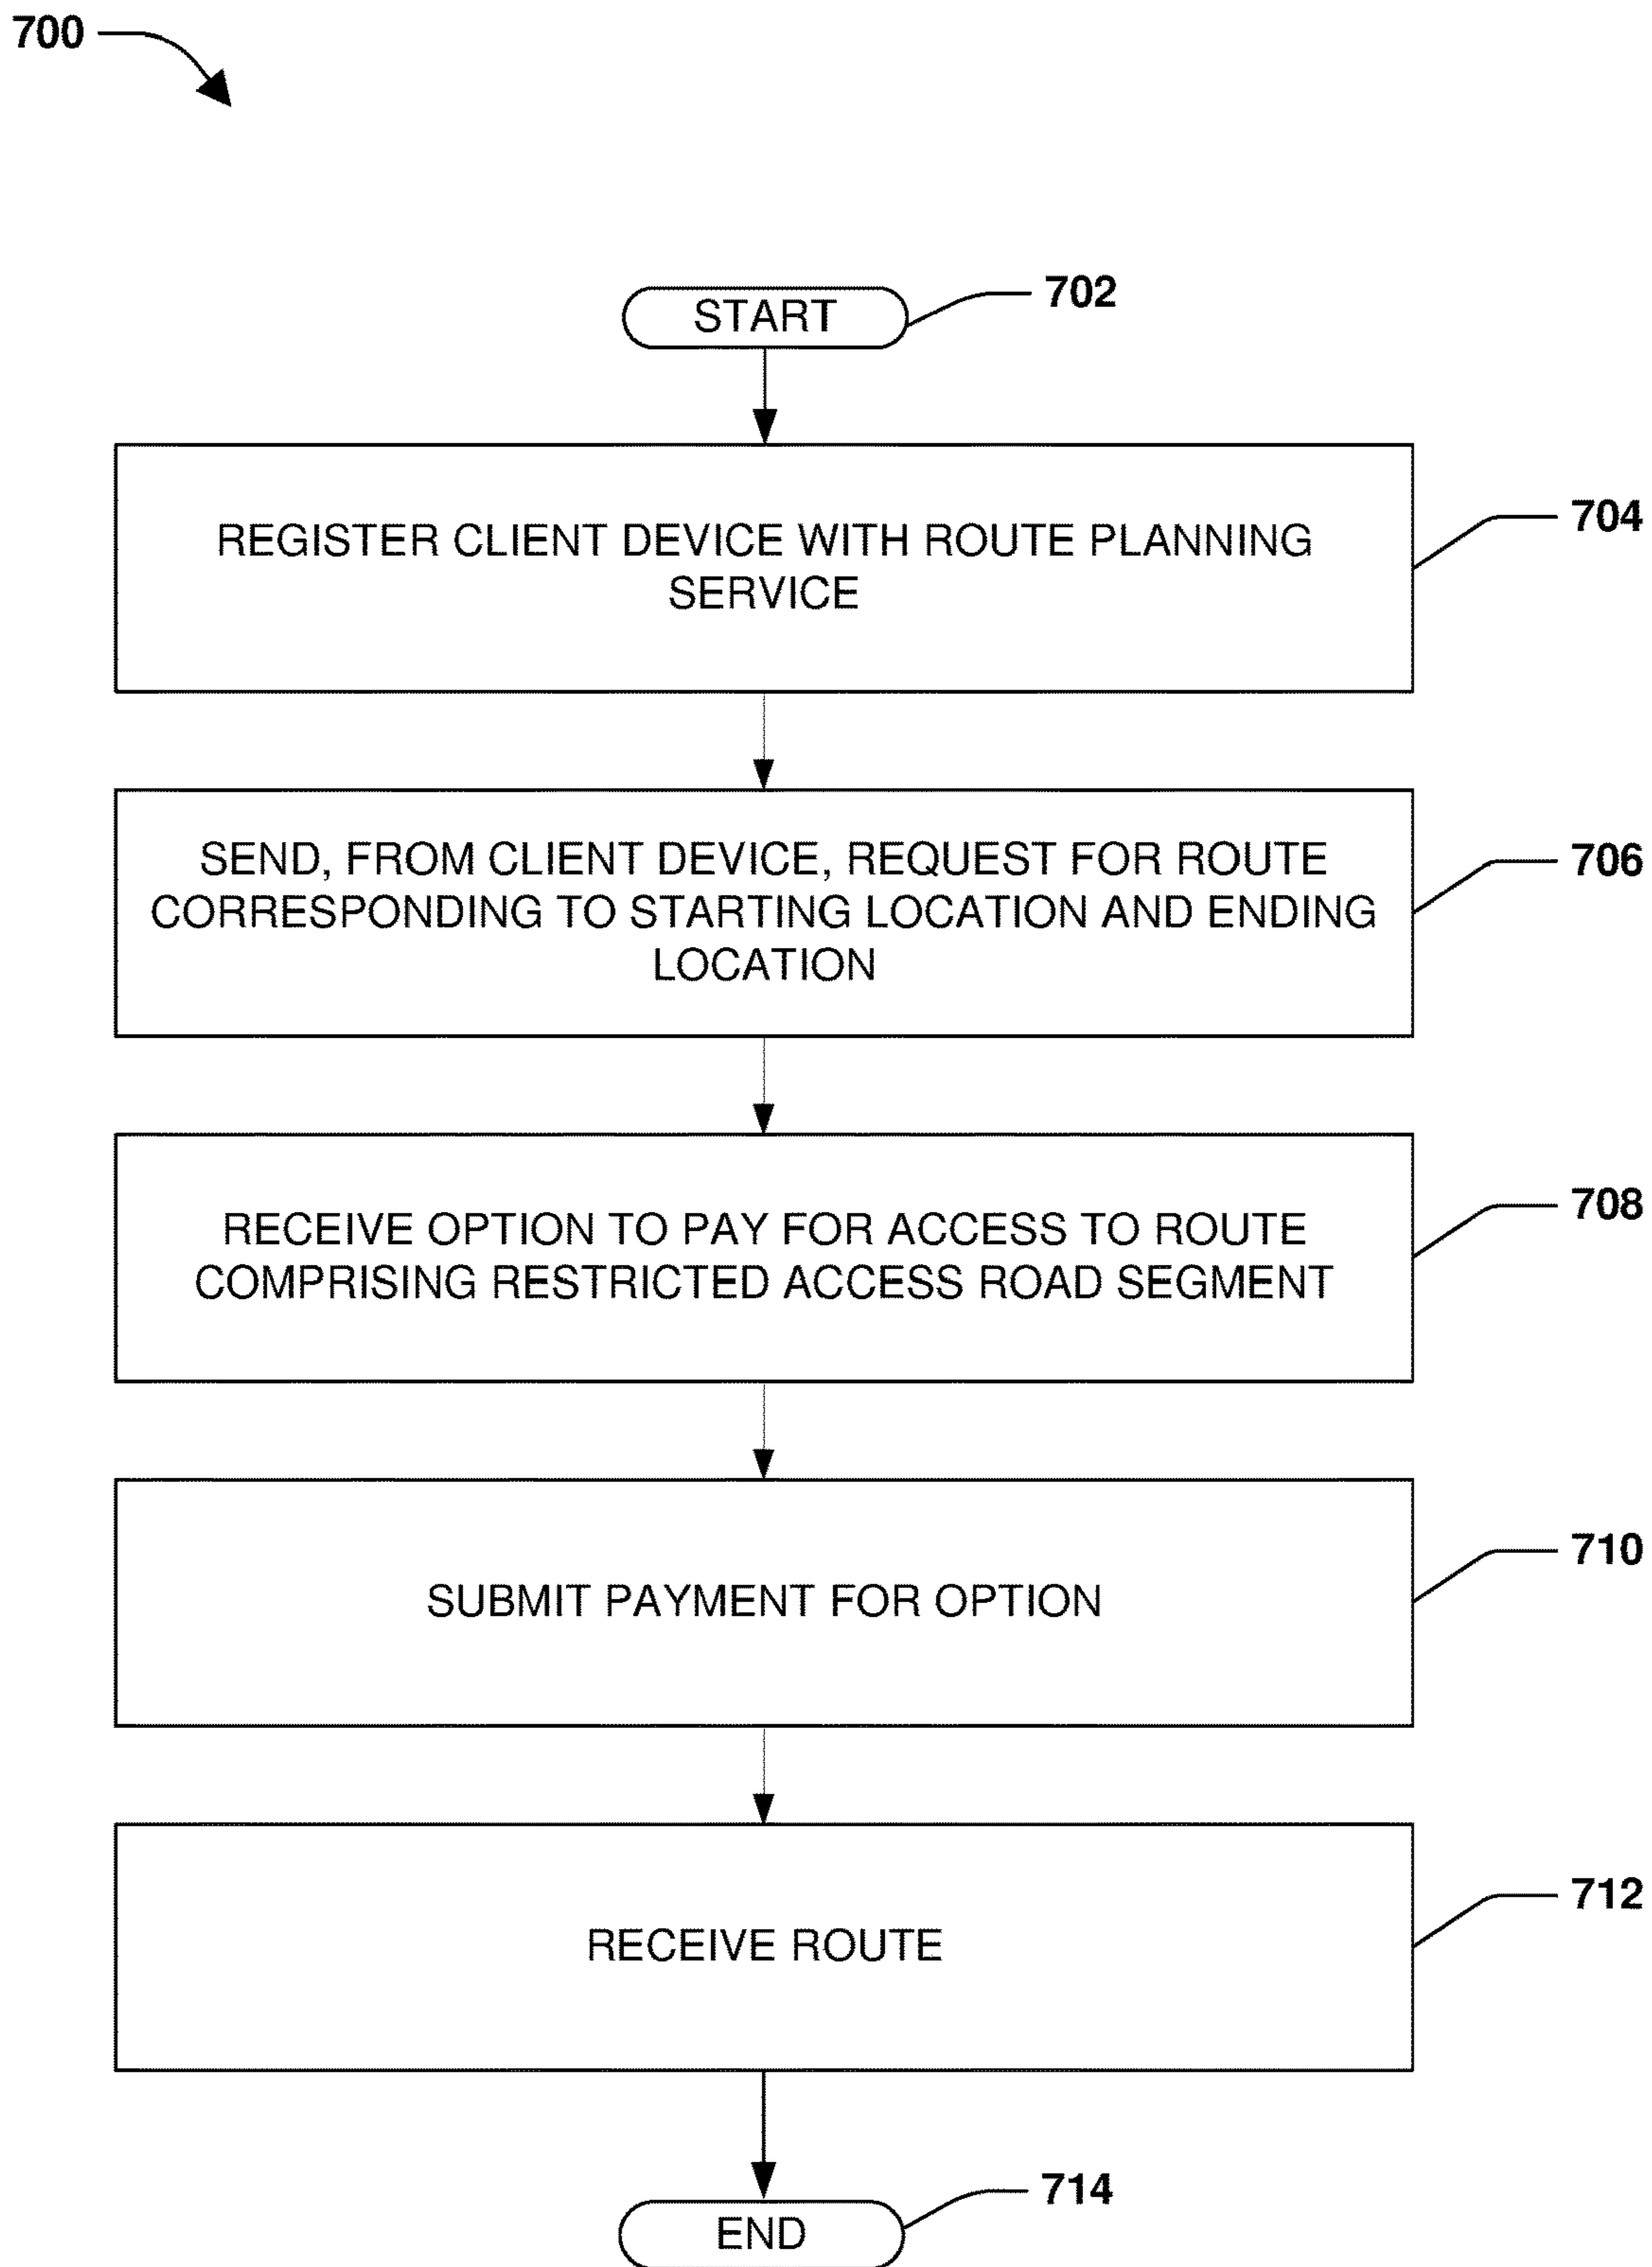 700
START
702
REGISTER CLIENT DEVICE WITH ROUTE PLANNING
SERVICE
704
SEND, FROM CLIENT DEVICE, REQUEST FOR ROUTE
CORRESPONDING TO STARTING LOCATION AND ENDING
LOCATION
706
RECEIVE OPTION TO PAY FOR ACCESS TO ROUTE
COMPRISING RESTRICTED ACCESS ROAD SEGMENT
708
SUBMIT PAYMENT FOR OPTION
710
RECEIVE ROUTE
712
END
714